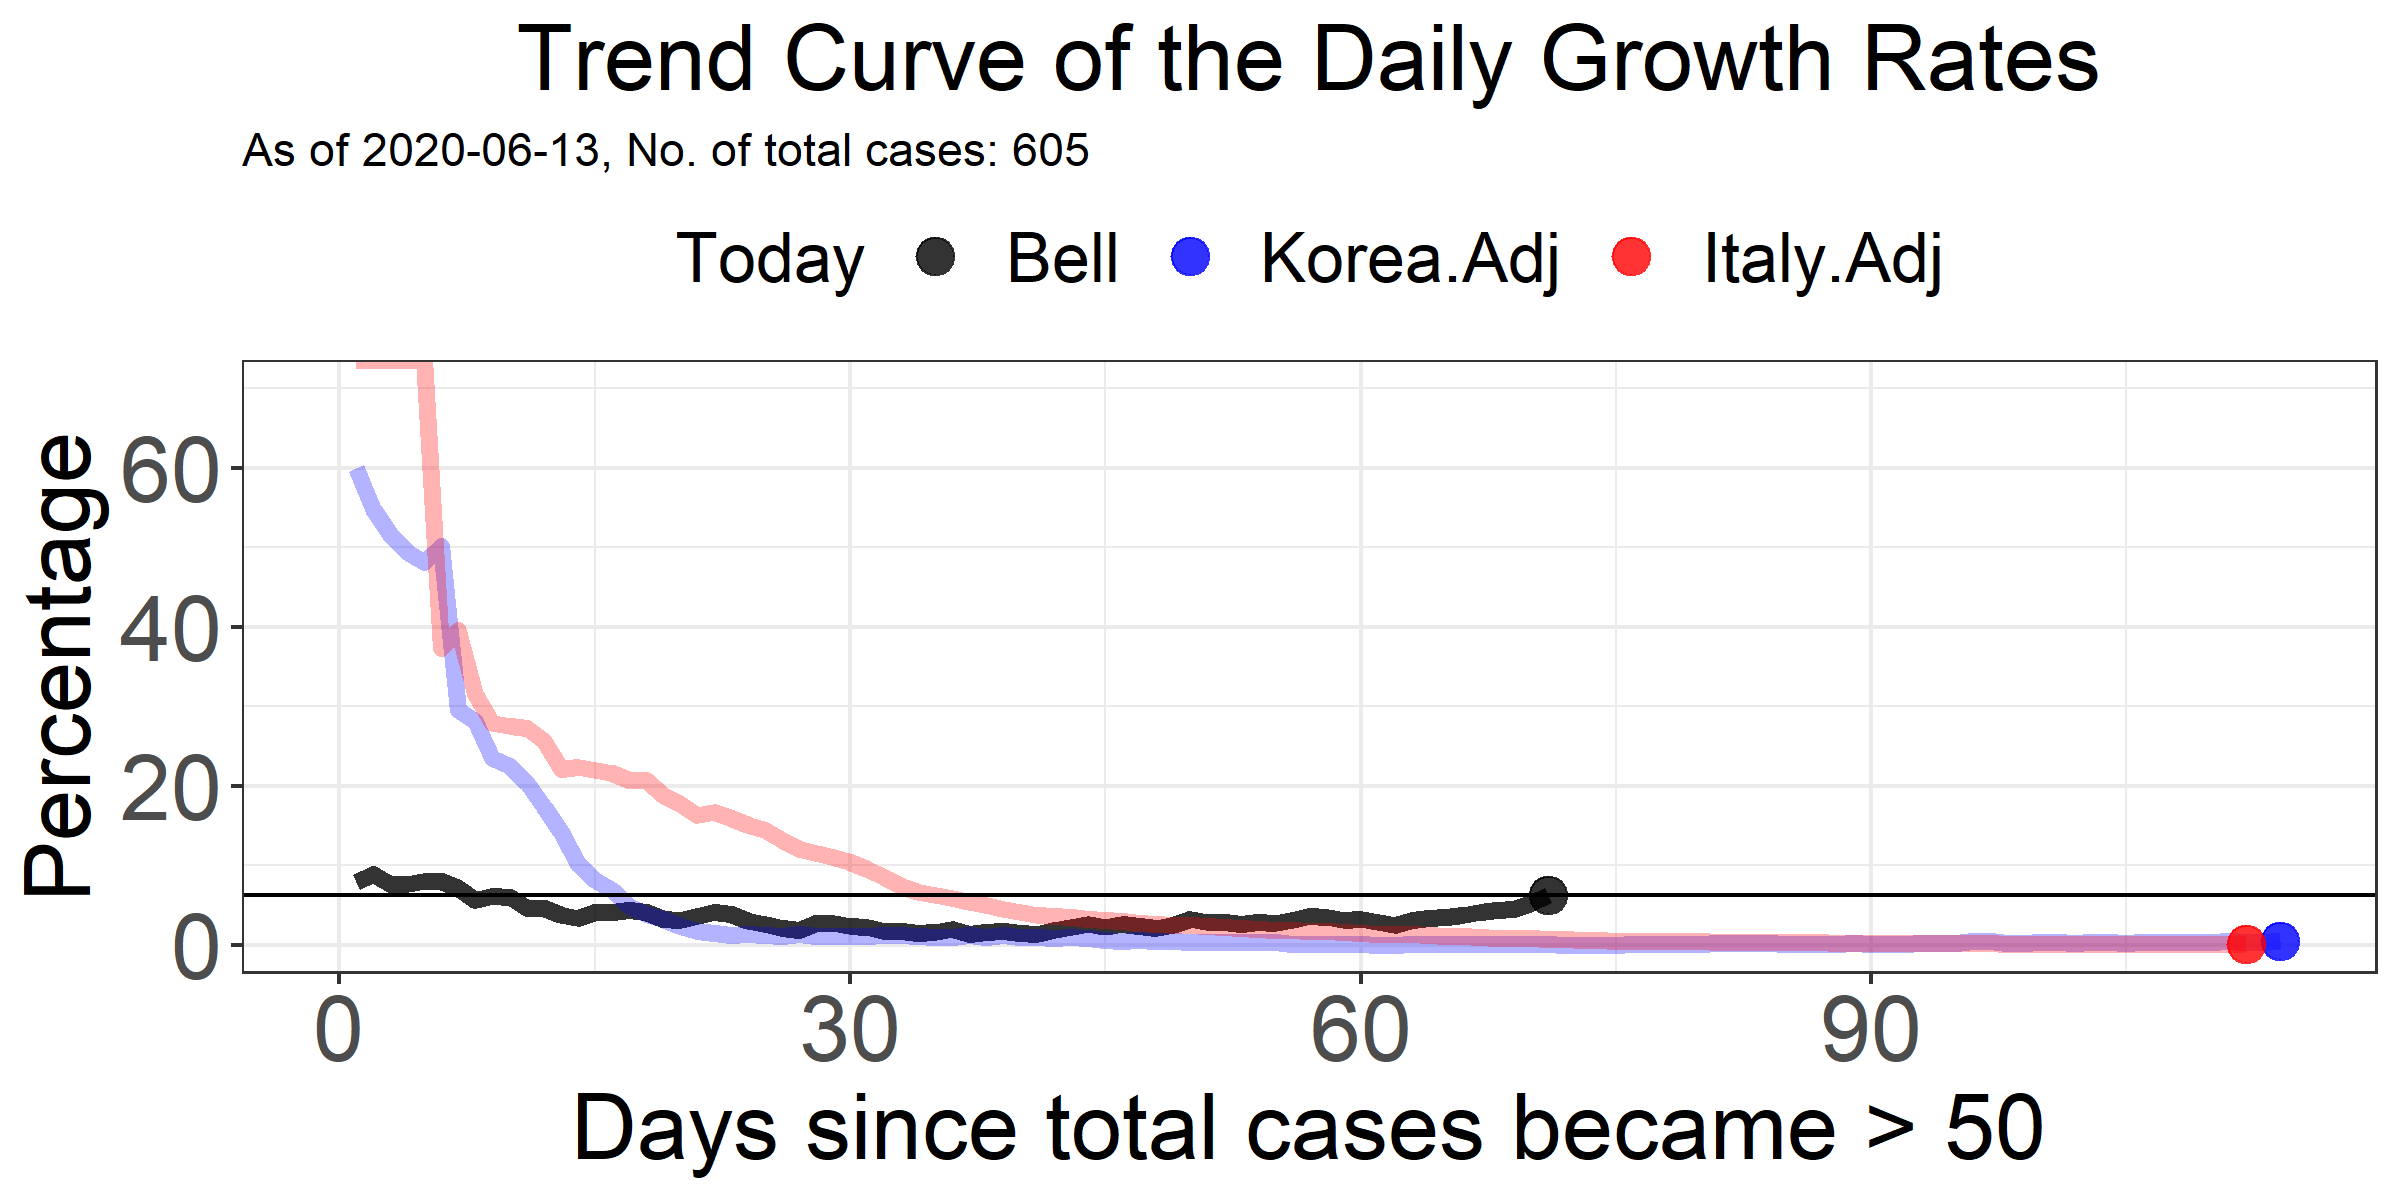 Trend Curve of the Daily Growth Rates
As of 2020-06-13, No. of total cases: 605
Today Bell Korea.Adj Italy.Adj
Percentage
60
40
20
0
0 30 60 90
Days since total cases became > 50